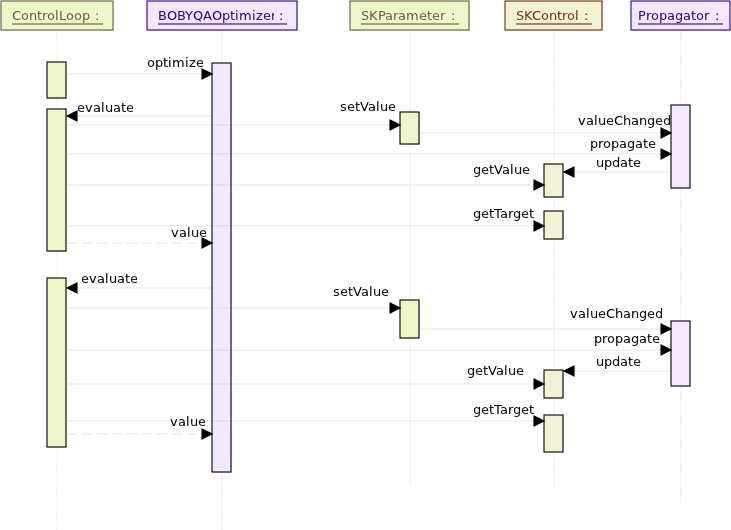 ControlLoop :
BOBYQAOptimizer :
SKParameter :
SKControl :
Propagator :
optimize
evaluate
setValue
valueChanged
propagate
update
getValue
getTarget
value
evaluate
setValue
valueChanged
propagate
update
getValue
getTarget
value